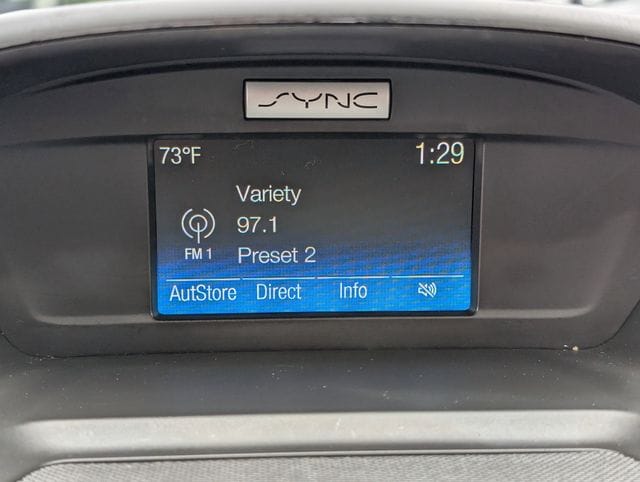 SYNC
73°F 1:29
Variety
97.1
FM 1
Preset 2
AutStore Direct Info